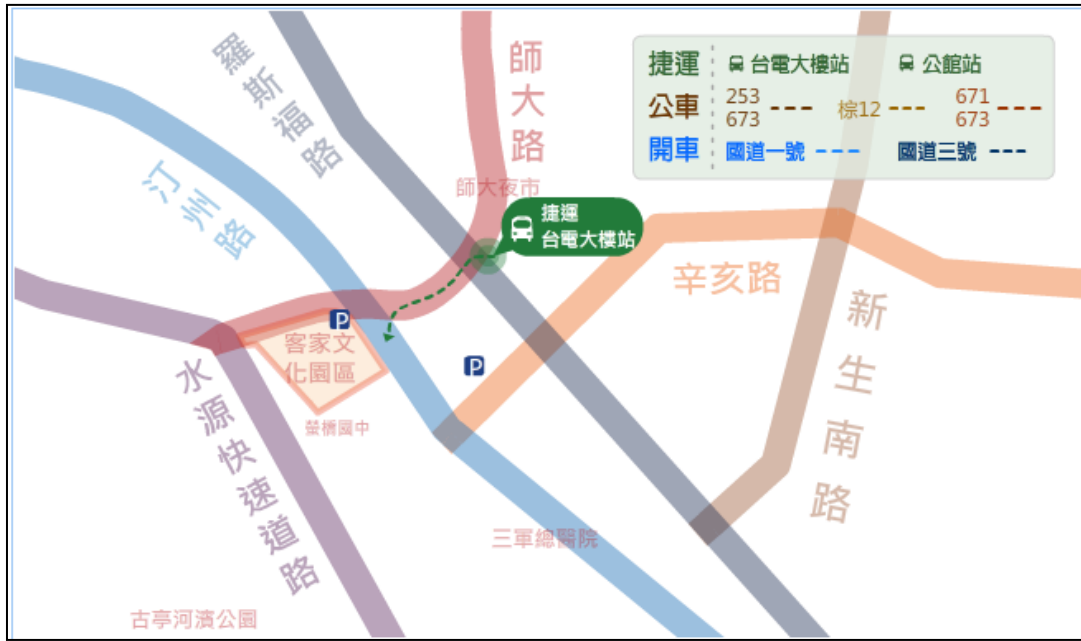 羅斯福路
師大路
捷運 台電大樓站 公館站
公車 253 673 --- 棕12 --- 671 673 ---
開車 國道一號 --- 國道三號 ---
汀州路
師大夜市
捷運
台電大樓站
辛亥路
新生南路
P
客家文
化園區
P
水源快速道路
螢橋國中
三軍總醫院
古亭河濱公園